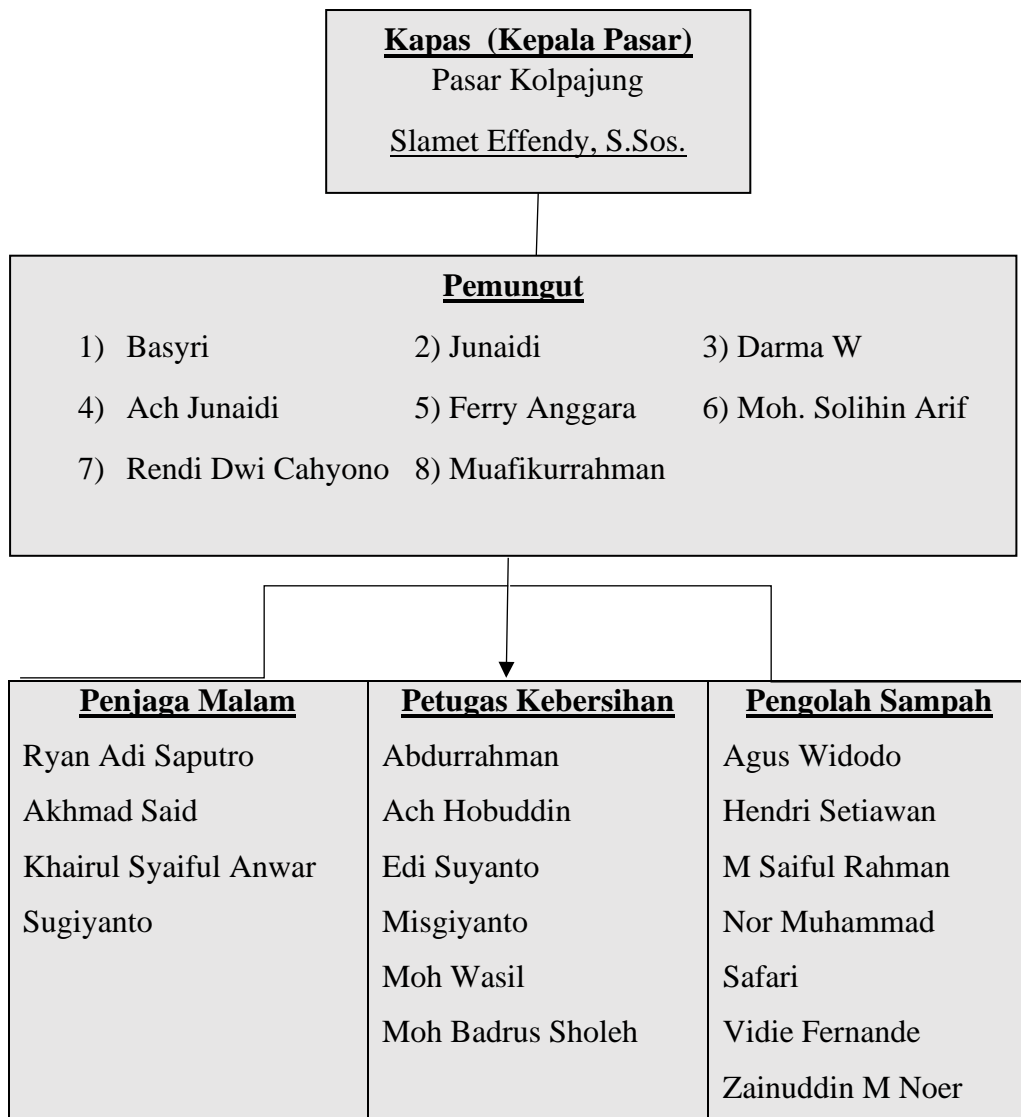 Kapas (Kepala Pasar)
Pasar Kolpajung
Slamet Effendy, S.Sos.
Pemungut
1) Basyri 2) Junaidi 3) Darma W
4) Ach Junaidi 5) Ferry Anggara 6) Moh. Solihin Arif
7) Rendi Dwi Cahyono 8) Muafikurrahman
Penjaga Malam
Ryan Adi Saputro
Akhmad Said
Khairul Syaiful Anwar
Sugiyanto
Petugas Kebersihan
Abdurrahman
Ach Hobuddin
Edi Suyanto
Misgiyanto
Moh Wasil
Moh Badrus Sholeh
Pengolah Sampah
Agus Widodo
Hendri Setiawan
M Saiful Rahman
Nor Muhammad
Safari
Vidie Fernande
Zainuddin M Noer